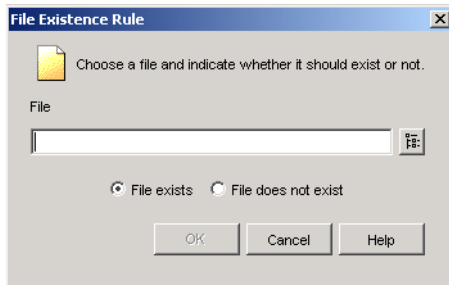 File Existence Rule
Choose a file and indicate whether it should exist or not.
File
File exists File does not exist
OK Cancel Help